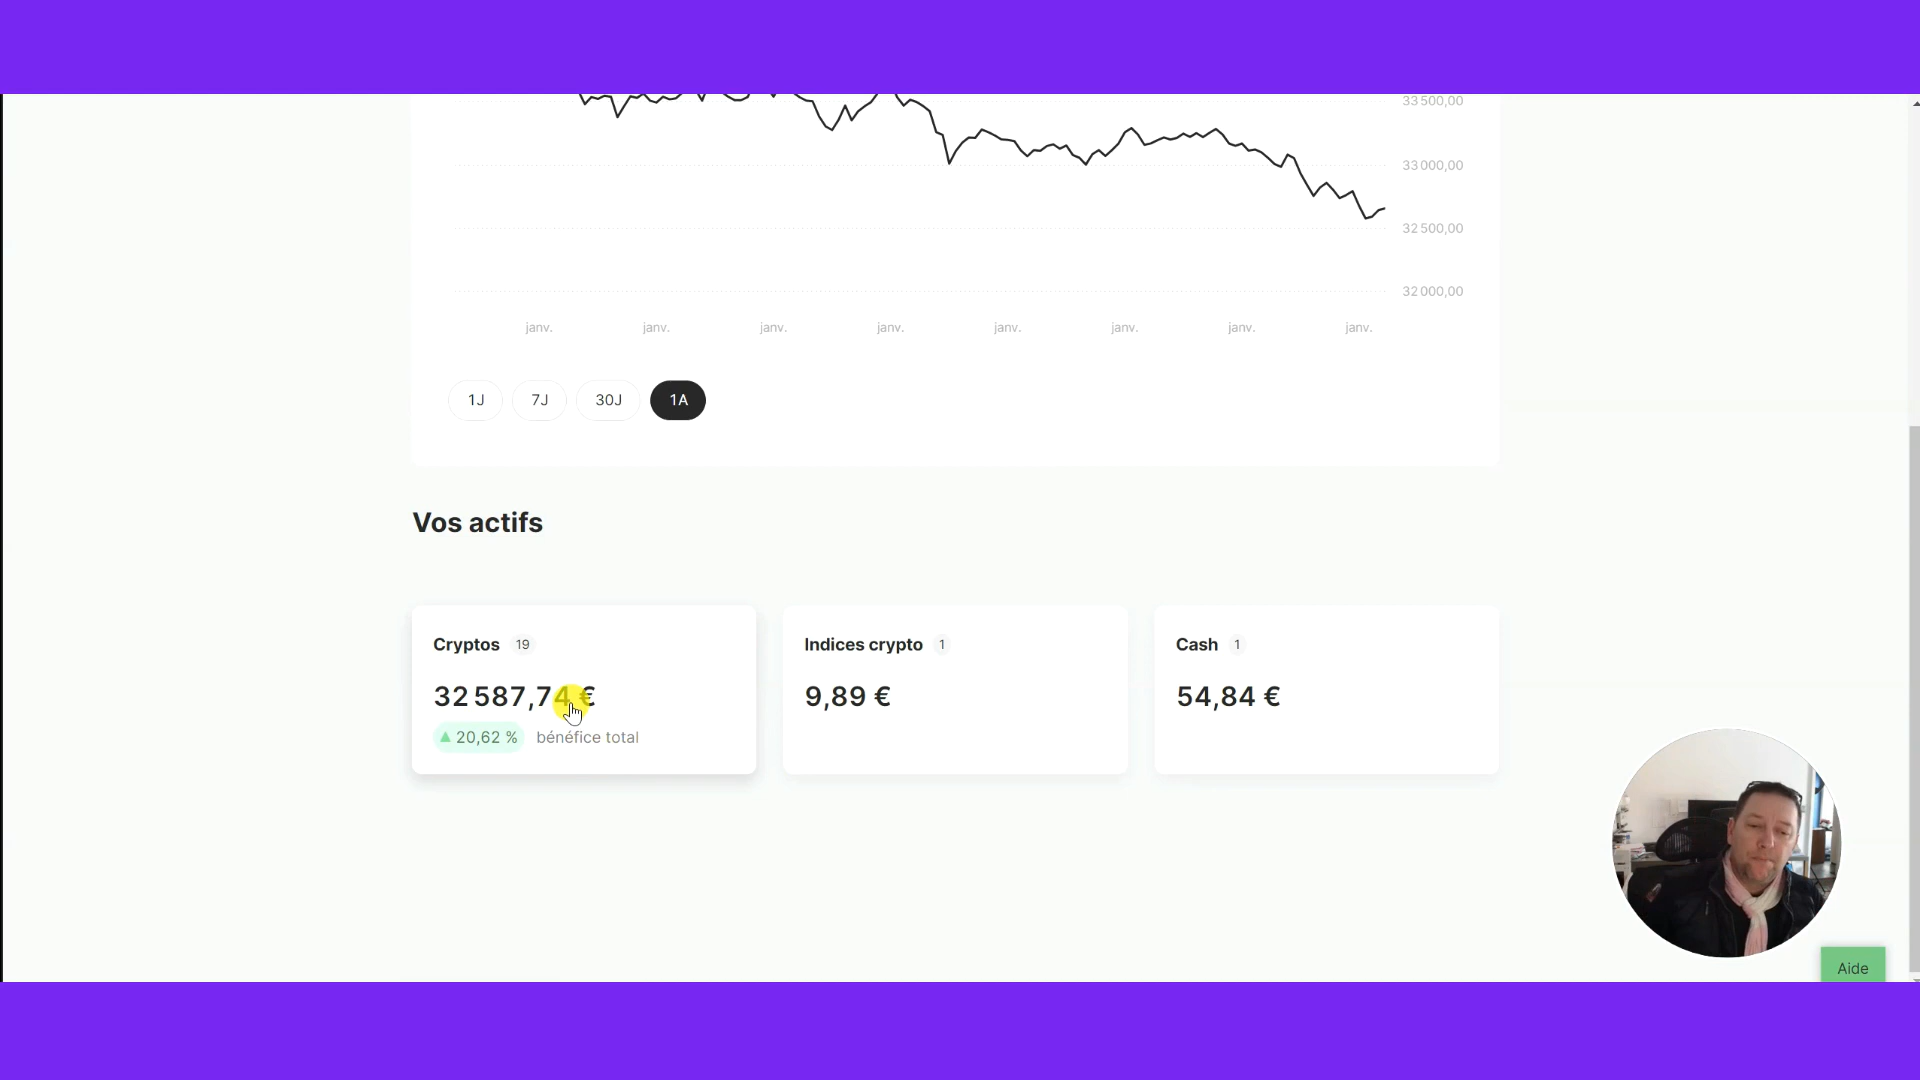 33 500,00
33 000,00
32 500,00
32 000,00
janv. janv. janv. janv. janv. janv. janv. janv.
1J 7J 30J 1A
Vos actifs
Cryptos 19
32 587,74 €
▲ 20,62 % bénéfice total
Indices crypto 1
9,89 €
Cash 1
54,84 €
Aide